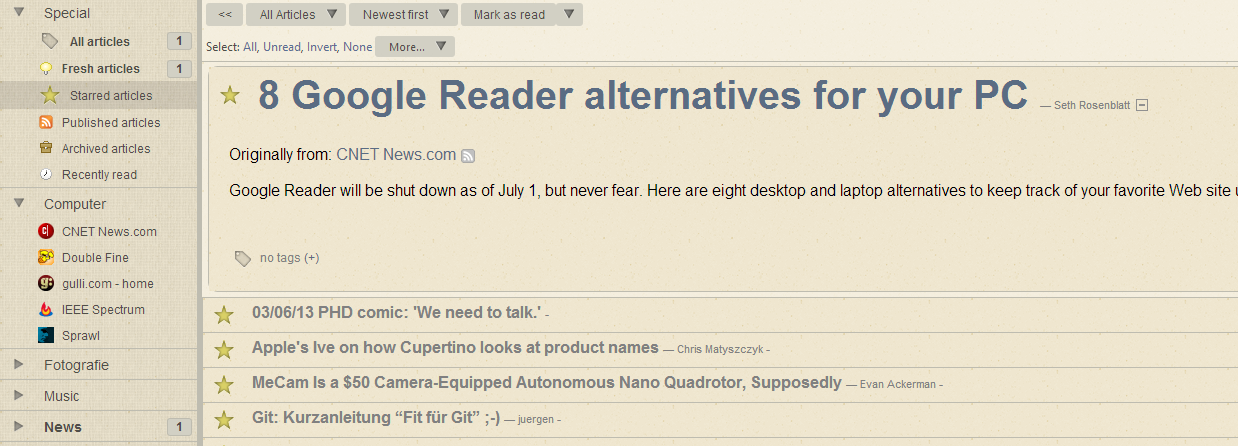 Special
All articles 1
Fresh articles 1
Starred articles
Published articles
Archived articles
Recently read
Computer
CNET News.com
Double Fine
gulli.com - home
IEEE Spectrum
Sprawl
Fotografie
Music
News 1
<< All Articles Newest first Mark as read
Select: All, Unread, Invert, None More...
8 Google Reader alternatives for your PC — Seth Rosenblatt
Originally from: CNET News.com
Google Reader will be shut down as of July 1, but never fear. Here are eight desktop and laptop alternatives to keep track of your favorite Web site
no tags (+)
03/06/13 PHD comic: 'We need to talk.' -
Apple's Ive on how Cupertino looks at product names — Chris Matyszczyk -
MeCam Is a $50 Camera-Equipped Autonomous Nano Quadrotor, Supposedly — Evan Ackerman -
Git: Kurzanleitung “Fit für Git” ;-) — juergen -